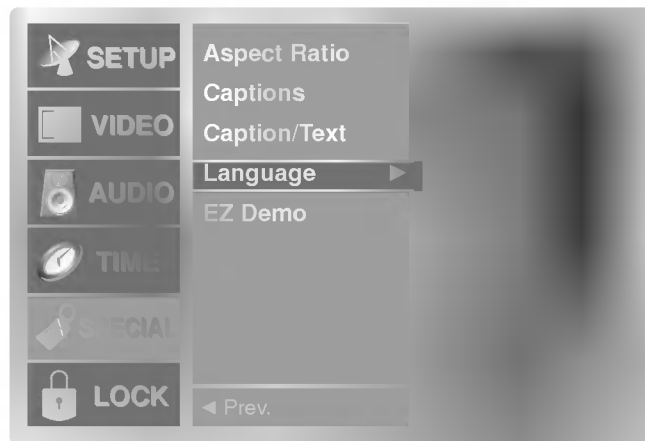 SETUP
VIDEO
AUDIO
TIME
SPECIAL
LOCK
Aspect Ratio
Captions
Caption/Text
Language ►
EZ Demo
◄ Prev.